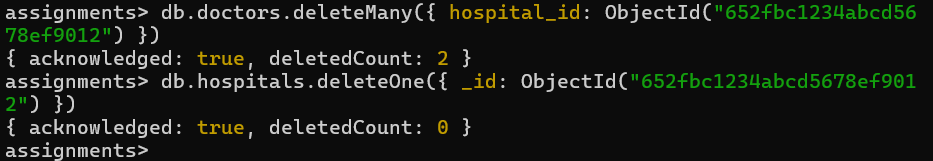 assignments> db.doctors.deleteMany({ hospital_id: ObjectId("652fbc1234abcd56
78ef9012") })
{ acknowledged: true, deletedCount: 2 }
assignments> db.hospitals.deleteOne({ _id: ObjectId("652fbc1234abcd5678ef901
2") })
{ acknowledged: true, deletedCount: 0 }
assignments>